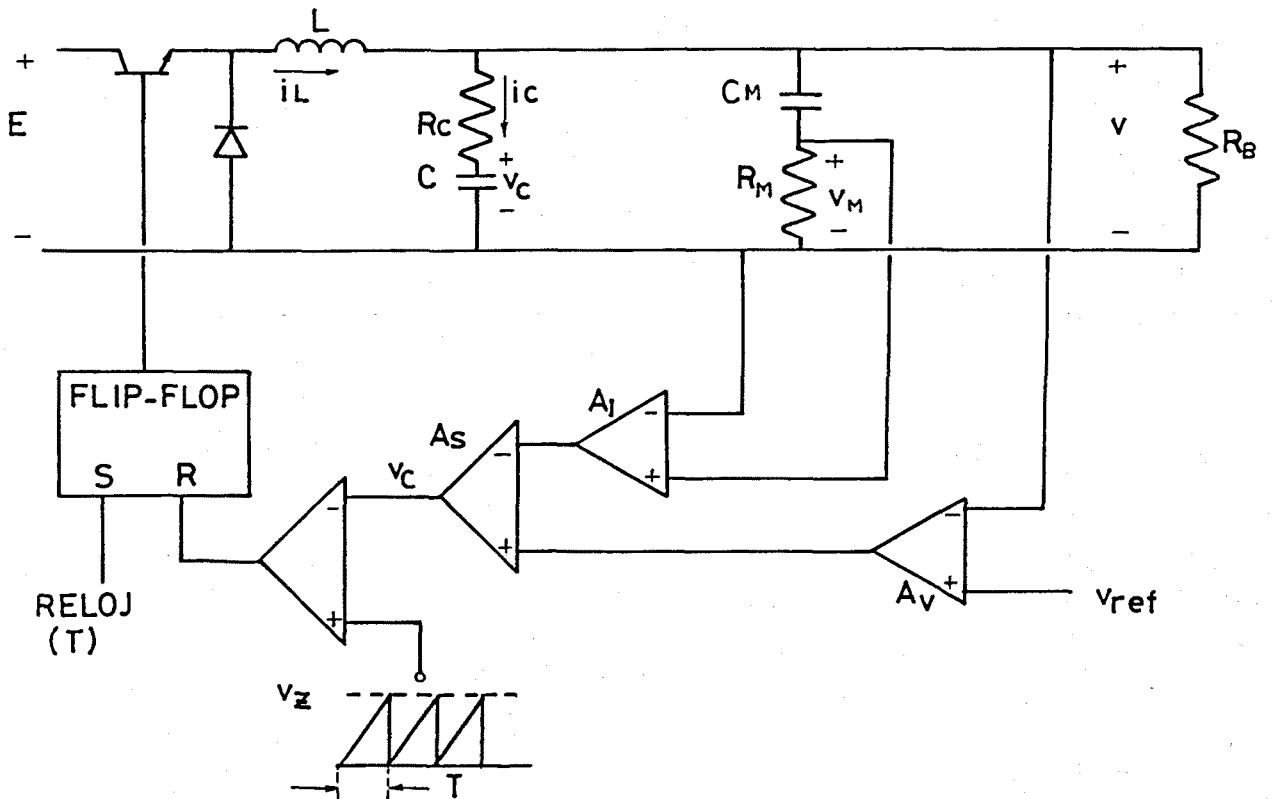 L
+
iL
ic
CM
+
E
Rc
v
RB
+
RM
+
C
vc
vM
-
-
-
-
-
FLIP-FLOP
AI
-
As
-
S
R
vc
+
-
-
+
RELOJ
(T)
Av
+
vref
+
vz
T